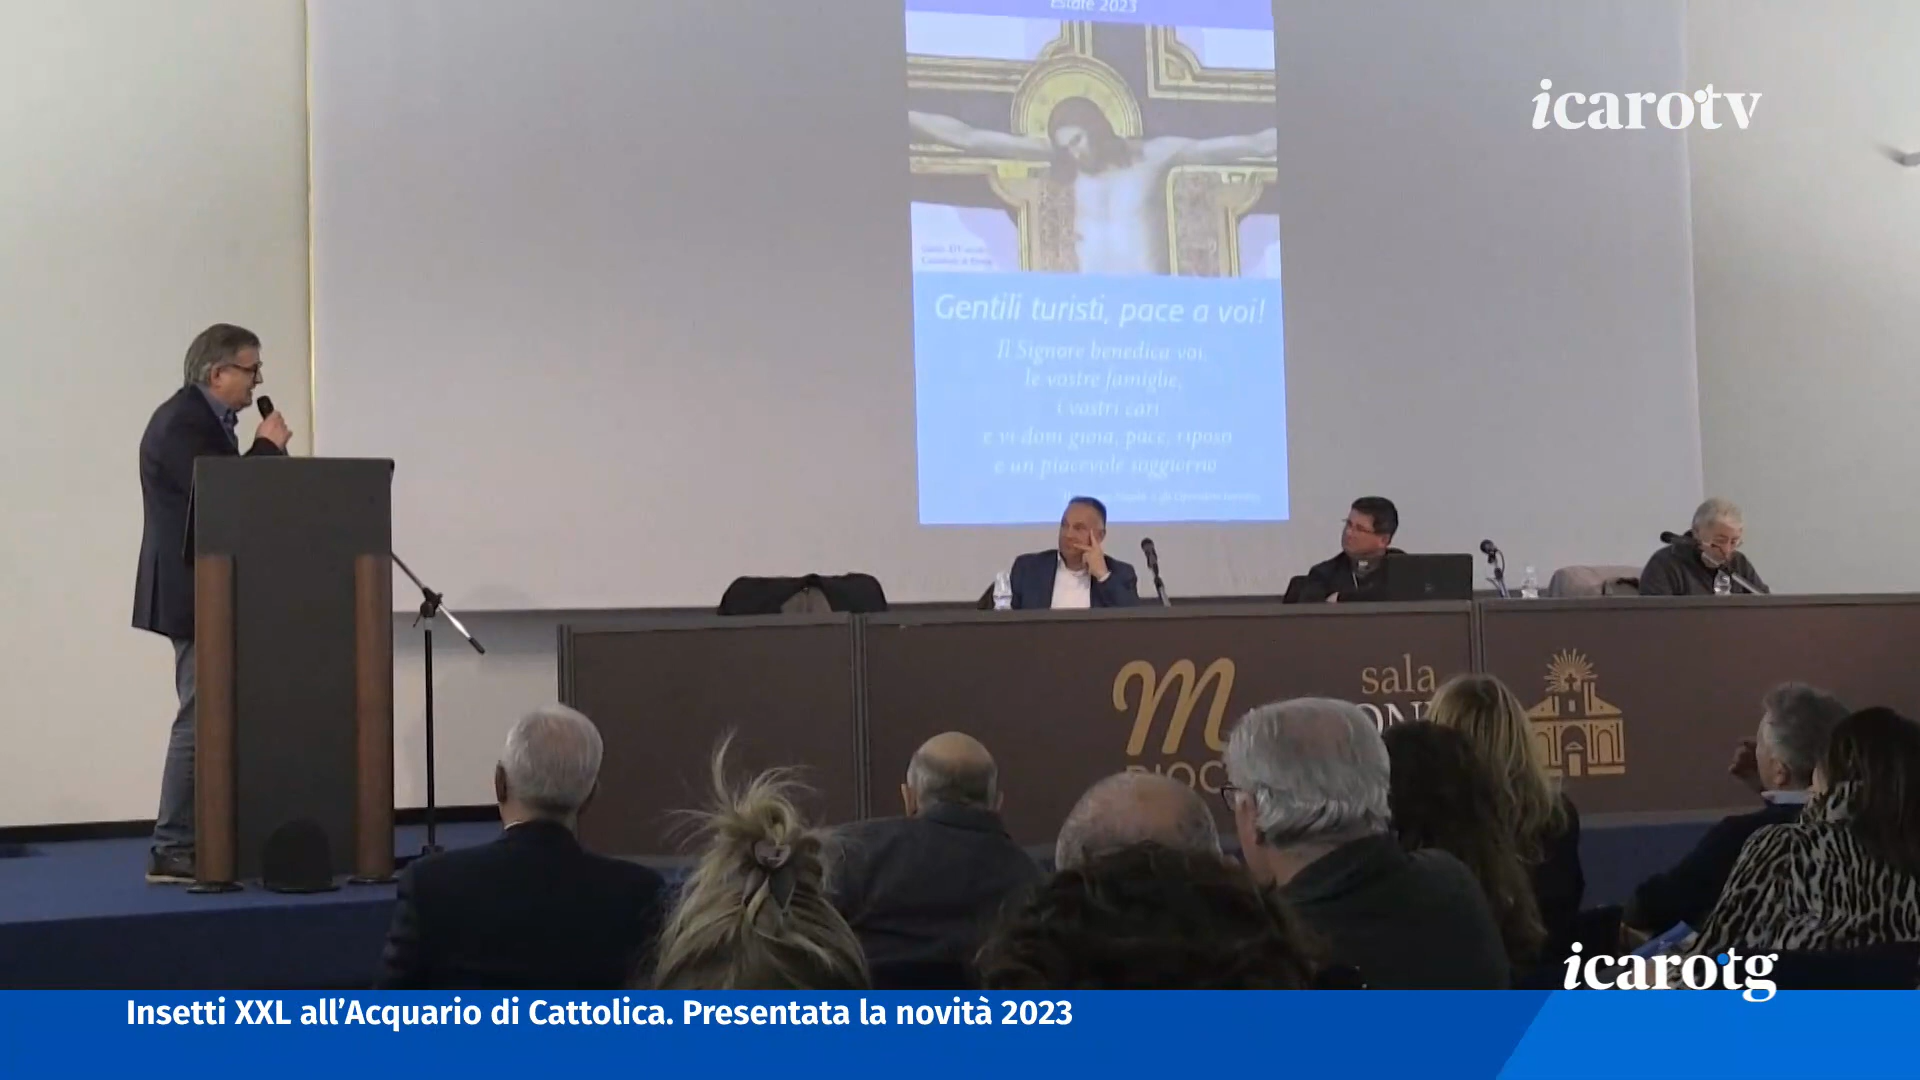 Estate 2023
icarotv
Gentili turisti, pace a voi!
Il Signore benedica voi,
le vostre famiglie,
i vostri cari
e vi doni gioia, pace, riposo
e un piacevole soggiorno
sala
icarotg
Insetti XXL all’Acquario di Cattolica. Presentata la novità 2023